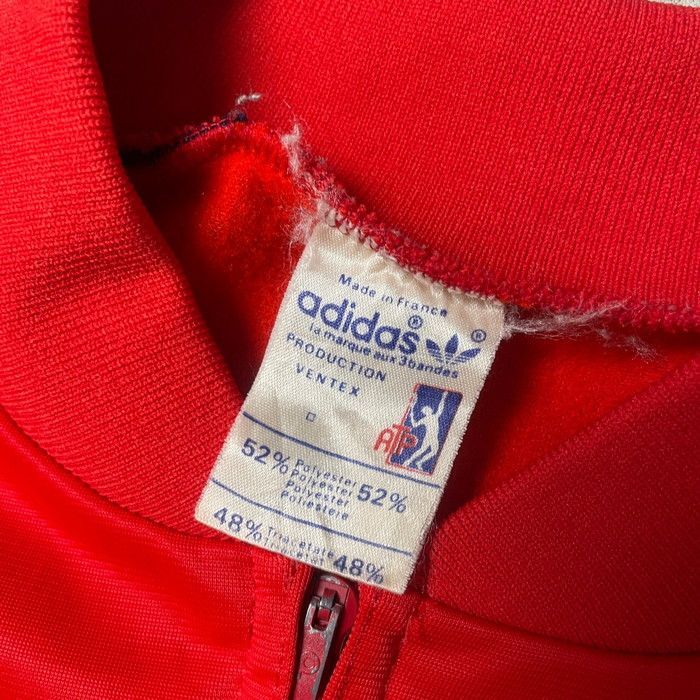 Made in France
adidas®
®
la marque aux 3 bandes
PRODUCTION
VENTEX
ATP
52% Polyester 52%
Polyester
Polyester
Poliestere
48% Triacetate 48%
Triacetat